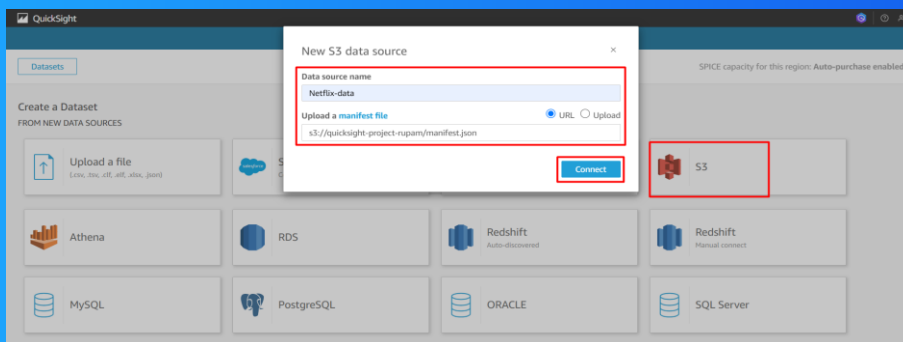 QuickSight
New S3 data source
Datasets
SPICE capacity for this region: Auto-purchase enabled
Data source name
Netflix-data
Upload a manifest file
URL
Upload
s3://quicksight-project-rupam/manifest.json
Connect
Create a Dataset
FROM NEW DATA SOURCES
Upload a file
(.csv, .tsv, .clf, .elf, .xlsx, .json)
S3
Athena
RDS
Redshift
Auto-discovered
Redshift
Manual connect
MySQL
PostgreSQL
ORACLE
SQL Server